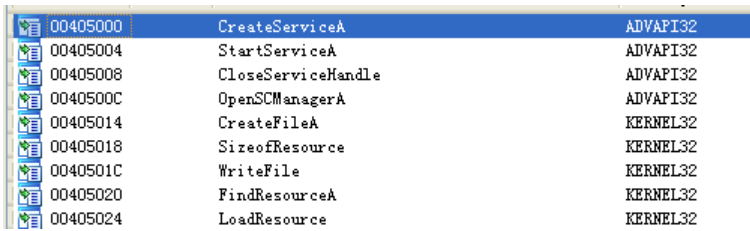 00405000 CreateServiceA ADVAPI32
00405004 StartServiceA ADVAPI32
00405008 CloseServiceHandle ADVAPI32
0040500C OpenSCManagerA ADVAPI32
00405014 CreateFileA KERNEL32
00405018 SizeofResource KERNEL32
0040501C WriteFile KERNEL32
00405020 FindResourceA KERNEL32
00405024 LoadResource KERNEL32